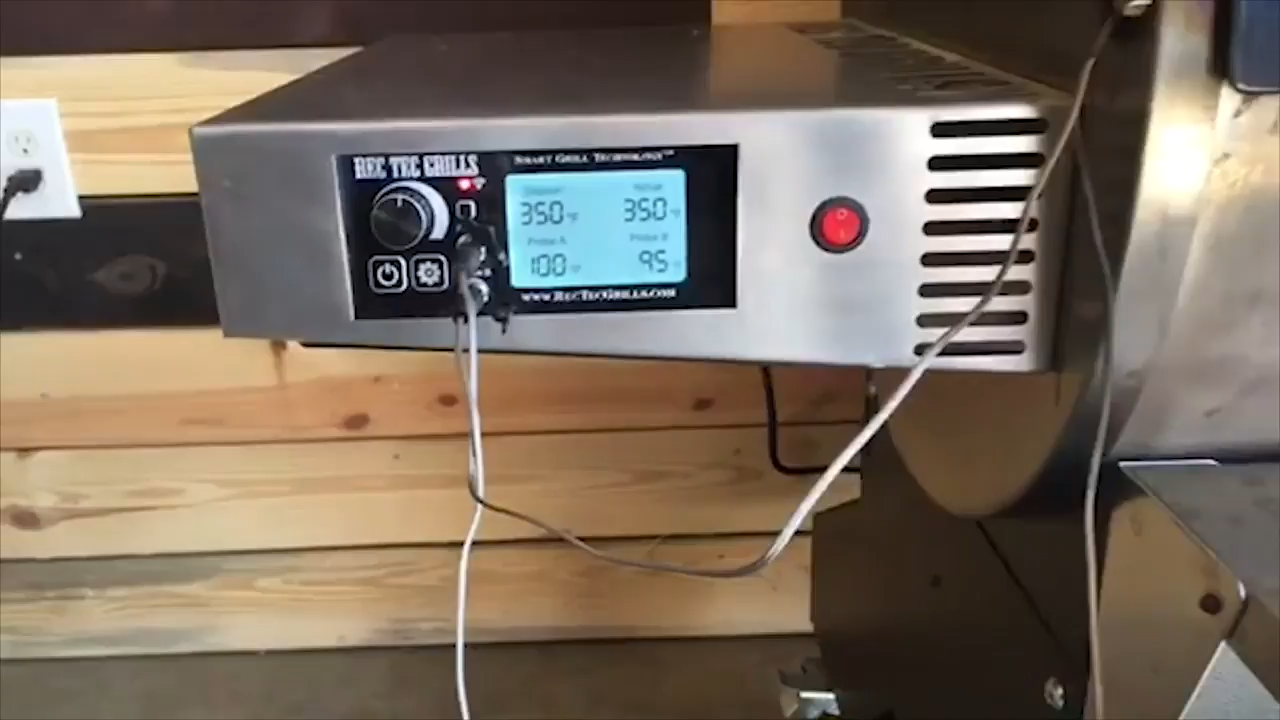 REC TEC GRILLS
SMART GRILL TECHNOLOGY™
350 °F 350 °F
Probe A Probe B
100 °F 95
www.RecTecGrills.com